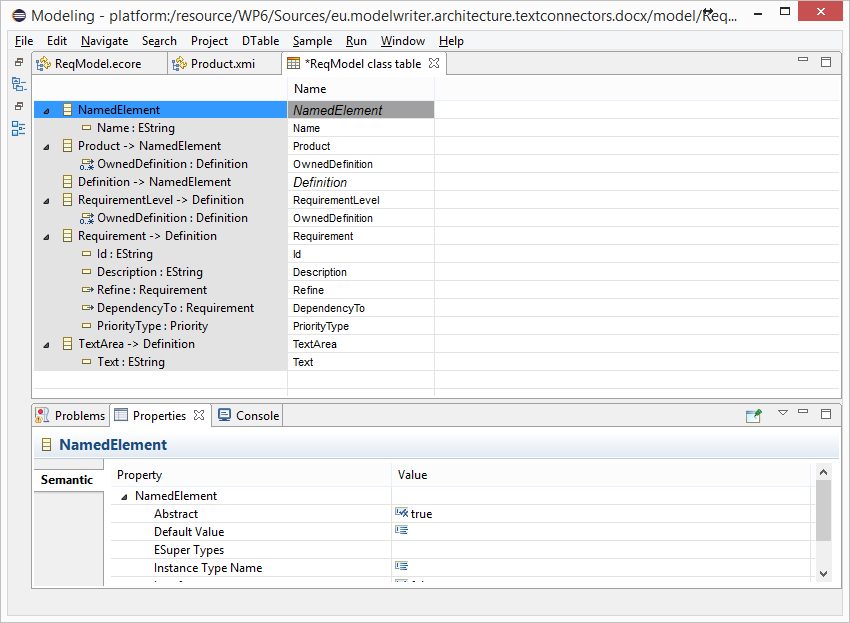 Modeling - platform:/resource/WP6/Sources/eu.modelwriter.architecture.textconnectors.docx/model/Req...
File Edit Navigate Search Project DTable Sample Run Window Help
ReqModel.ecore Product.xmi *ReqModel class table
Name
NamedElement NamedElement
Name : EString Name
Product -> NamedElement Product
OwnedDefinition : Definition OwnedDefinition
Definition -> NamedElement Definition
RequirementLevel -> Definition RequirementLevel
OwnedDefinition : Definition OwnedDefinition
Requirement -> Definition Requirement
Id : EString Id
Description : EString Description
Refine : Requirement Refine
DependencyTo : Requirement DependencyTo
PriorityType : Priority PriorityType
TextArea -> Definition TextArea
Text : EString Text
Problems Properties Console
NamedElement
Semantic
Property Value
NamedElement
Abstract true
Default Value
ESuper Types
Instance Type Name